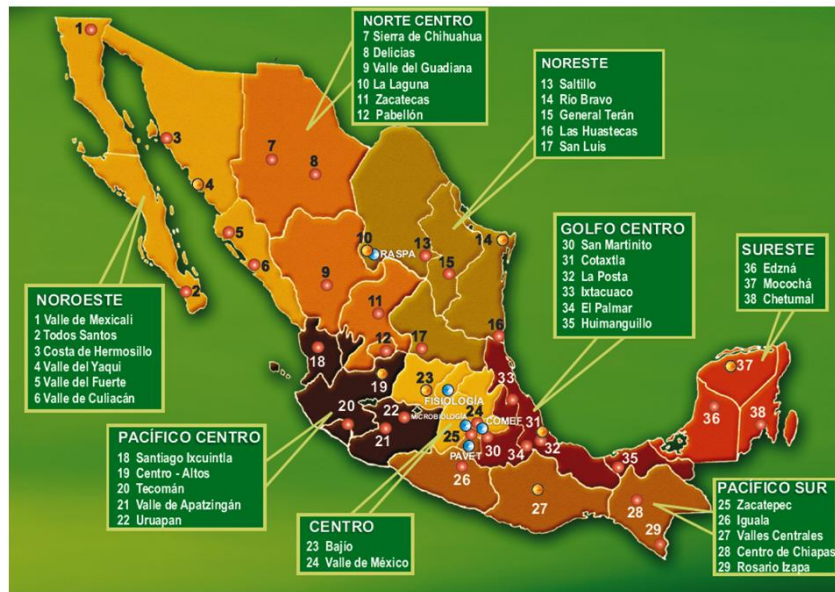 NORTE CENTRO
7 Sierra de Chihuahua
8 Delicias
9 Valle del Guadiana
10 La Laguna
11 Zacatecas
12 Pabellón
NORESTE
13 Saltillo
14 Río Bravo
15 General Terán
16 Las Huastecas
17 San Luis
GOLFO CENTRO
30 San Martinito
31 Cotaxtla
32 La Posta
33 Ixtacuaco
34 El Palmar
35 Huimanguillo
SURESTE
36 Edzná
37 Mocochá
38 Chetumal
NOROESTE
1 Valle de Mexicali
2 Todos Santos
3 Costa de Hermosillo
4 Valle del Yaqui
5 Valle del Fuerte
6 Valle de Culiacán
PACÍFICO CENTRO
18 Santiago Ixcuintla
19 Centro - Altos
20 Tecomán
21 Valle de Apatzingán
22 Uruapan
CENTRO
23 Bajío
24 Valle de México
PACÍFICO SUR
25 Zacatepec
26 Iguala
27 Valles Centrales
28 Centro de Chiapas
29 Rosario Izapa
1
3
7
8
4
5
6
2
10
RASPA
13
14
15
9
11
12
17
16
18
19
23
FISIOLOGÍA
33
20
22
MICROBIOLOGÍA
24
COMEF
21
25
30
31
34
32
PAVET
26
27
35
28
29
37
36
38